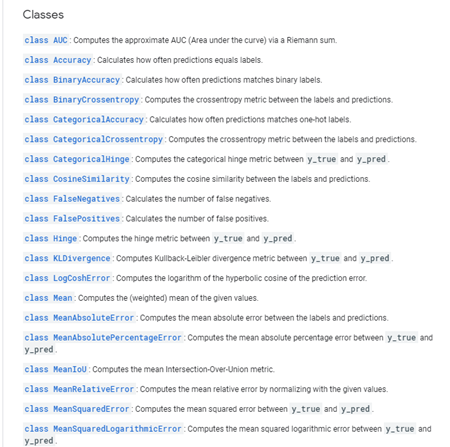 Classes
class AUC: Computes the approximate AUC (Area under the curve) via a Riemann sum.
class Accuracy: Calculates how often predictions equals labels.
class BinaryAccuracy: Calculates how often predictions matches binary labels.
class BinaryCrossentropy: Computes the crossentropy metric between the labels and predictions.
class CategoricalAccuracy: Calculates how often predictions matches one-hot labels.
class CategoricalCrossentropy: Computes the crossentropy metric between the labels and predictions.
class CategoricalHinge: Computes the categorical hinge metric between y_true and y_pred.
class CosineSimilarity: Computes the cosine similarity between the labels and predictions.
class FalseNegatives: Calculates the number of false negatives.
class FalsePositives: Calculates the number of false positives.
class Hinge: Computes the hinge metric between y_true and y_pred.
class KLDivergence: Computes Kullback-Leibler divergence metric between y_true and y_pred.
class LogCoshError: Computes the logarithm of the hyperbolic cosine of the prediction error.
class Mean: Computes the (weighted) mean of the given values.
class MeanAbsoluteError: Computes the mean absolute error between the labels and predictions.
class MeanAbsolutePercentageError: Computes the mean absolute percentage error between y_true and
y_pred.
class MeanIoU: Computes the mean Intersection-Over-Union metric.
class MeanRelativeError: Computes the mean relative error by normalizing with the given values.
class MeanSquaredError: Computes the mean squared error between y_true and y_pred.
class MeanSquaredLogarithmicError: Computes the mean squared logarithmic error between y_true and
y_pred.